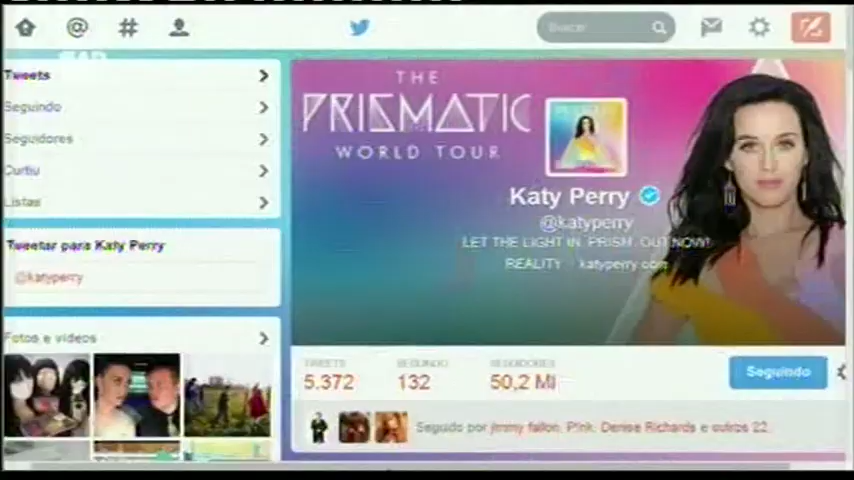 Buscar
Tweets
Seguindo
Seguidores
Curtiu
Listas
Tweetar para Katy Perry
@katyperry
Fotos e vídeos
THE
PRISMATIC
WORLD TOUR
Katy Perry
@katyperry
LET THE LIGHT IN. PRISM. OUT NOW!
REALITY · katyperry.com
TWEETS SEGUINDO SEGUIDORES
5.372 132 50,2 Mi
Seguindo
Seguido por jimmy fallon, P!nk, Denise Richards e outros 22.